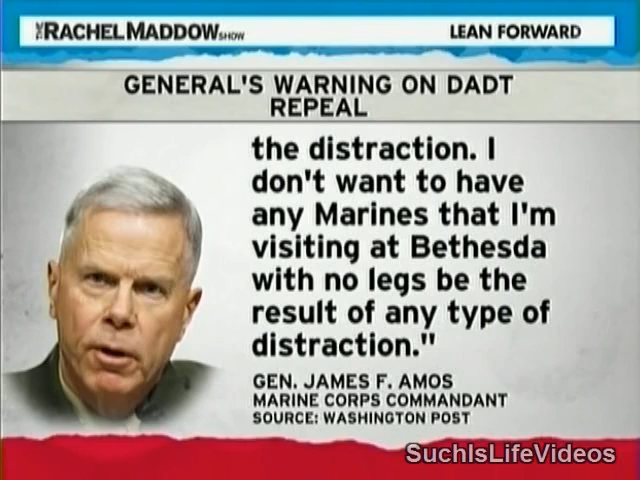 THE RACHEL MADDOW SHOW
LEAN FORWARD
GENERAL'S WARNING ON DADT
REPEAL
the distraction. I
don't want to have
any Marines that I'm
visiting at Bethesda
with no legs be the
result of any type of
distraction."
GEN. JAMES F. AMOS
MARINE CORPS COMMANDANT
SOURCE: WASHINGTON POST
SuchIsLifeVideos